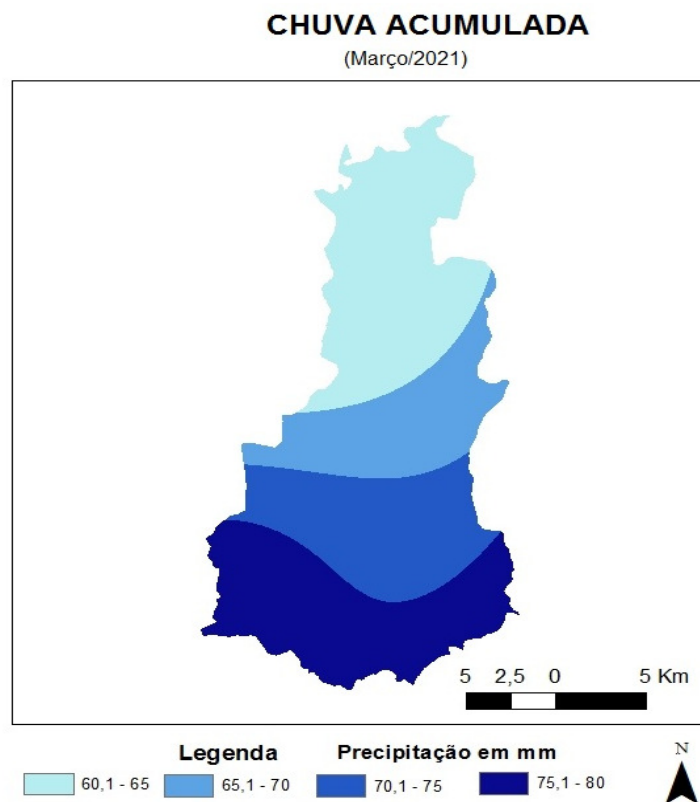 CHUVA ACUMULADA
(Março/2021)
5 2,5 0 5 Km
Legenda Precipitação em mm N
60,1 - 65 65,1 - 70 70,1 - 75 75,1 - 80